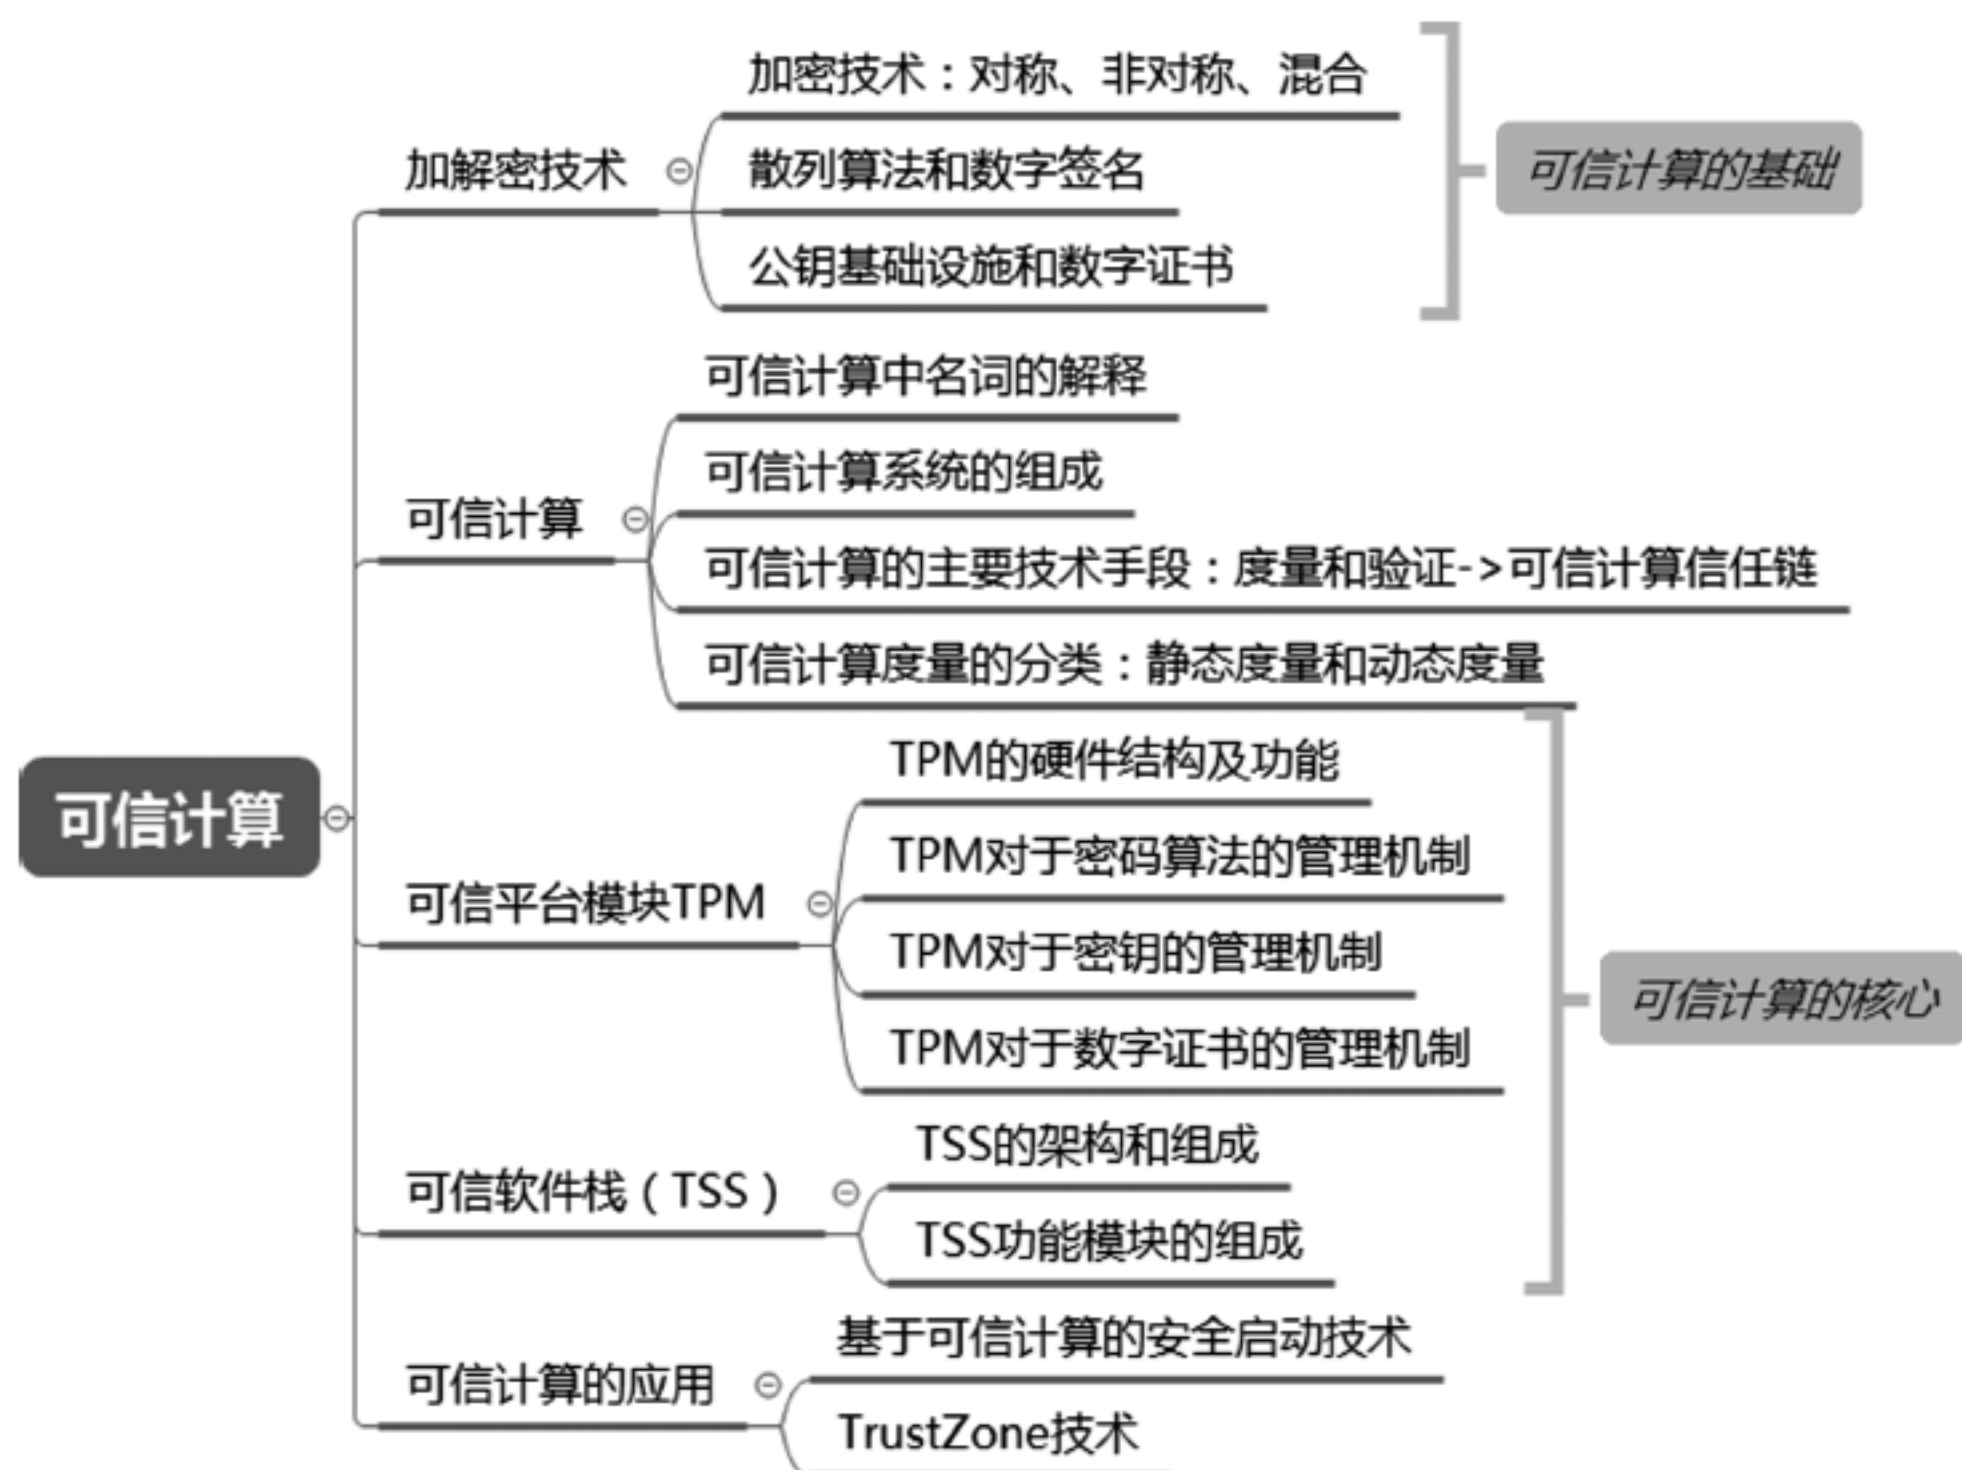 加密技术：对称、非对称、混合
加解密技术
散列算法和数字签名
可信计算的基础
公钥基础设施和数字证书
可信计算中名词的解释
可信计算系统的组成
可信计算
可信计算的主要技术手段：度量和验证->可信计算信任链
可信计算度量的分类：静态度量和动态度量
TPM的硬件结构及功能
可信计算
TPM对于密码算法的管理机制
可信平台模块TPM
TPM对于密钥的管理机制
可信计算的核心
TPM对于数字证书的管理机制
TSS的架构和组成
可信软件栈（TSS）
TSS功能模块的组成
基于可信计算的安全启动技术
可信计算的应用
TrustZone技术